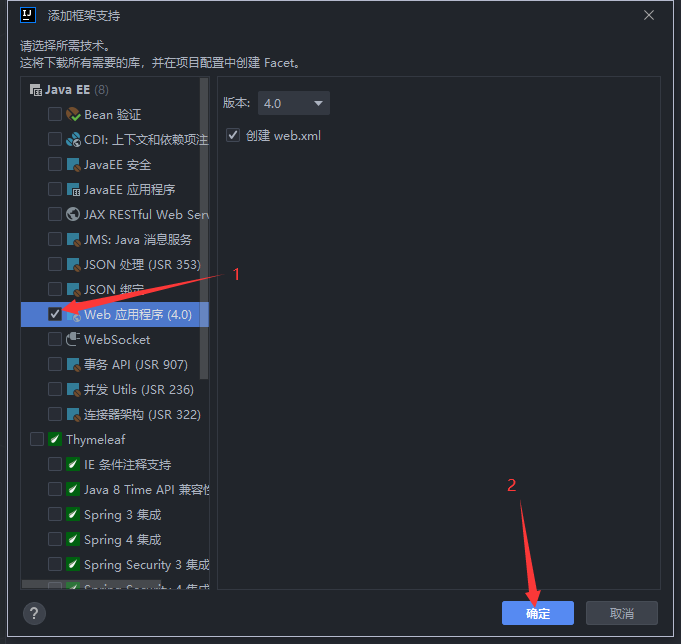 IJ
添加框架支持
请选择所需技术。
这将下载所有需要的库，并在项目配置中创建 Facet。
Java EE (8)
Bean 验证
CDI: 上下文和依赖项注
JavaEE 安全
JavaEE 应用程序
JAX RESTful Web Serv
JMS: Java 消息服务
JSON 处理 (JSR 353)
JSON 绑定
Web 应用程序 (4.0)
WebSocket
事务 API (JSR 907)
并发 Utils (JSR 236)
连接器架构 (JSR 322)
Thymeleaf
IE 条件注释支持
Java 8 Time API 兼容性
Spring 3 集成
Spring 4 集成
Spring Security 3 集成
Spring Security 4 集成
版本: 4.0
创建 web.xml
1
2
?
确定
取消